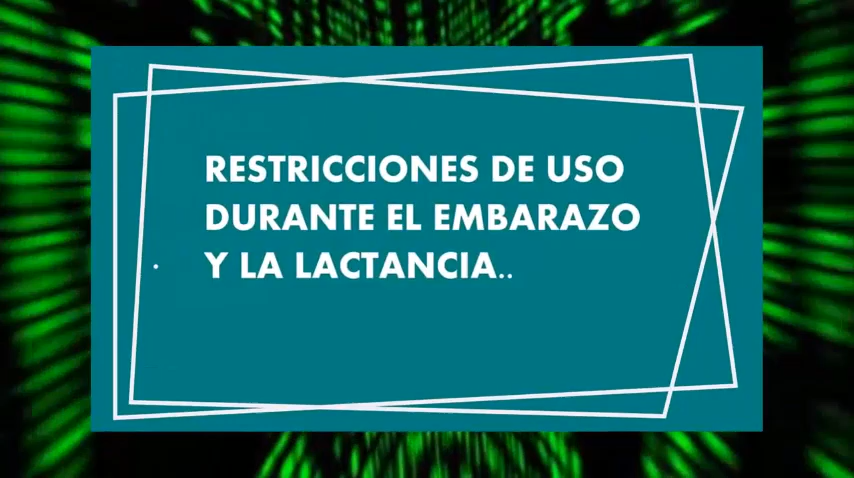 RESTRICCIONES DE USO
DURANTE EL EMBARAZO
Y LA LACTANCIA..